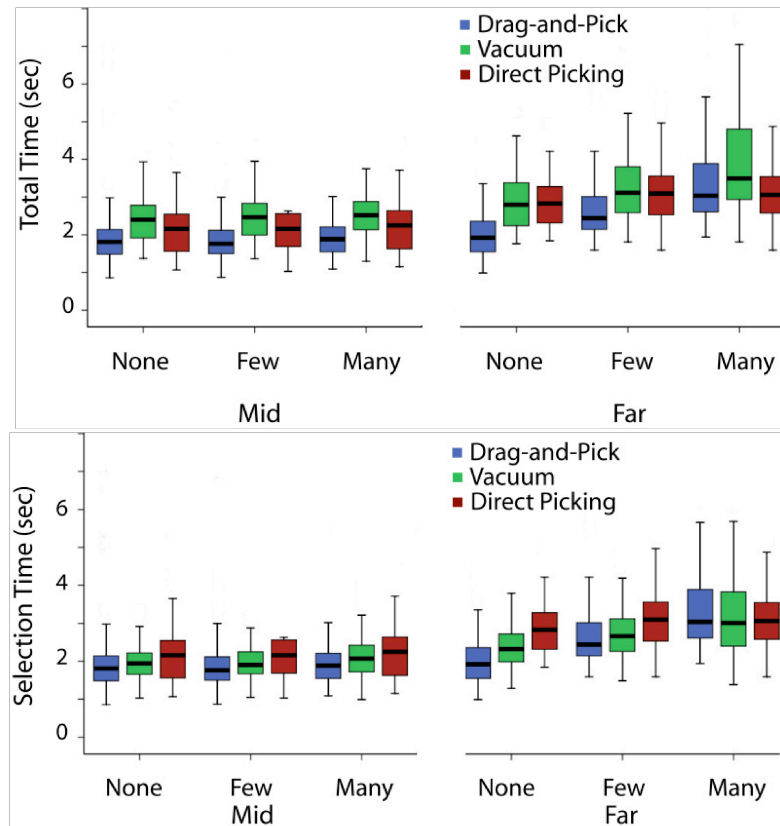 Drag-and-Pick
Vacuum
Direct Picking
Total Time (sec)
6
4
2
0
None Few Many None Few Many
Mid Far
Drag-and-Pick
Vacuum
Direct Picking
Selection Time (sec)
6
4
2
0
None Few Many None Few Many
Mid Far